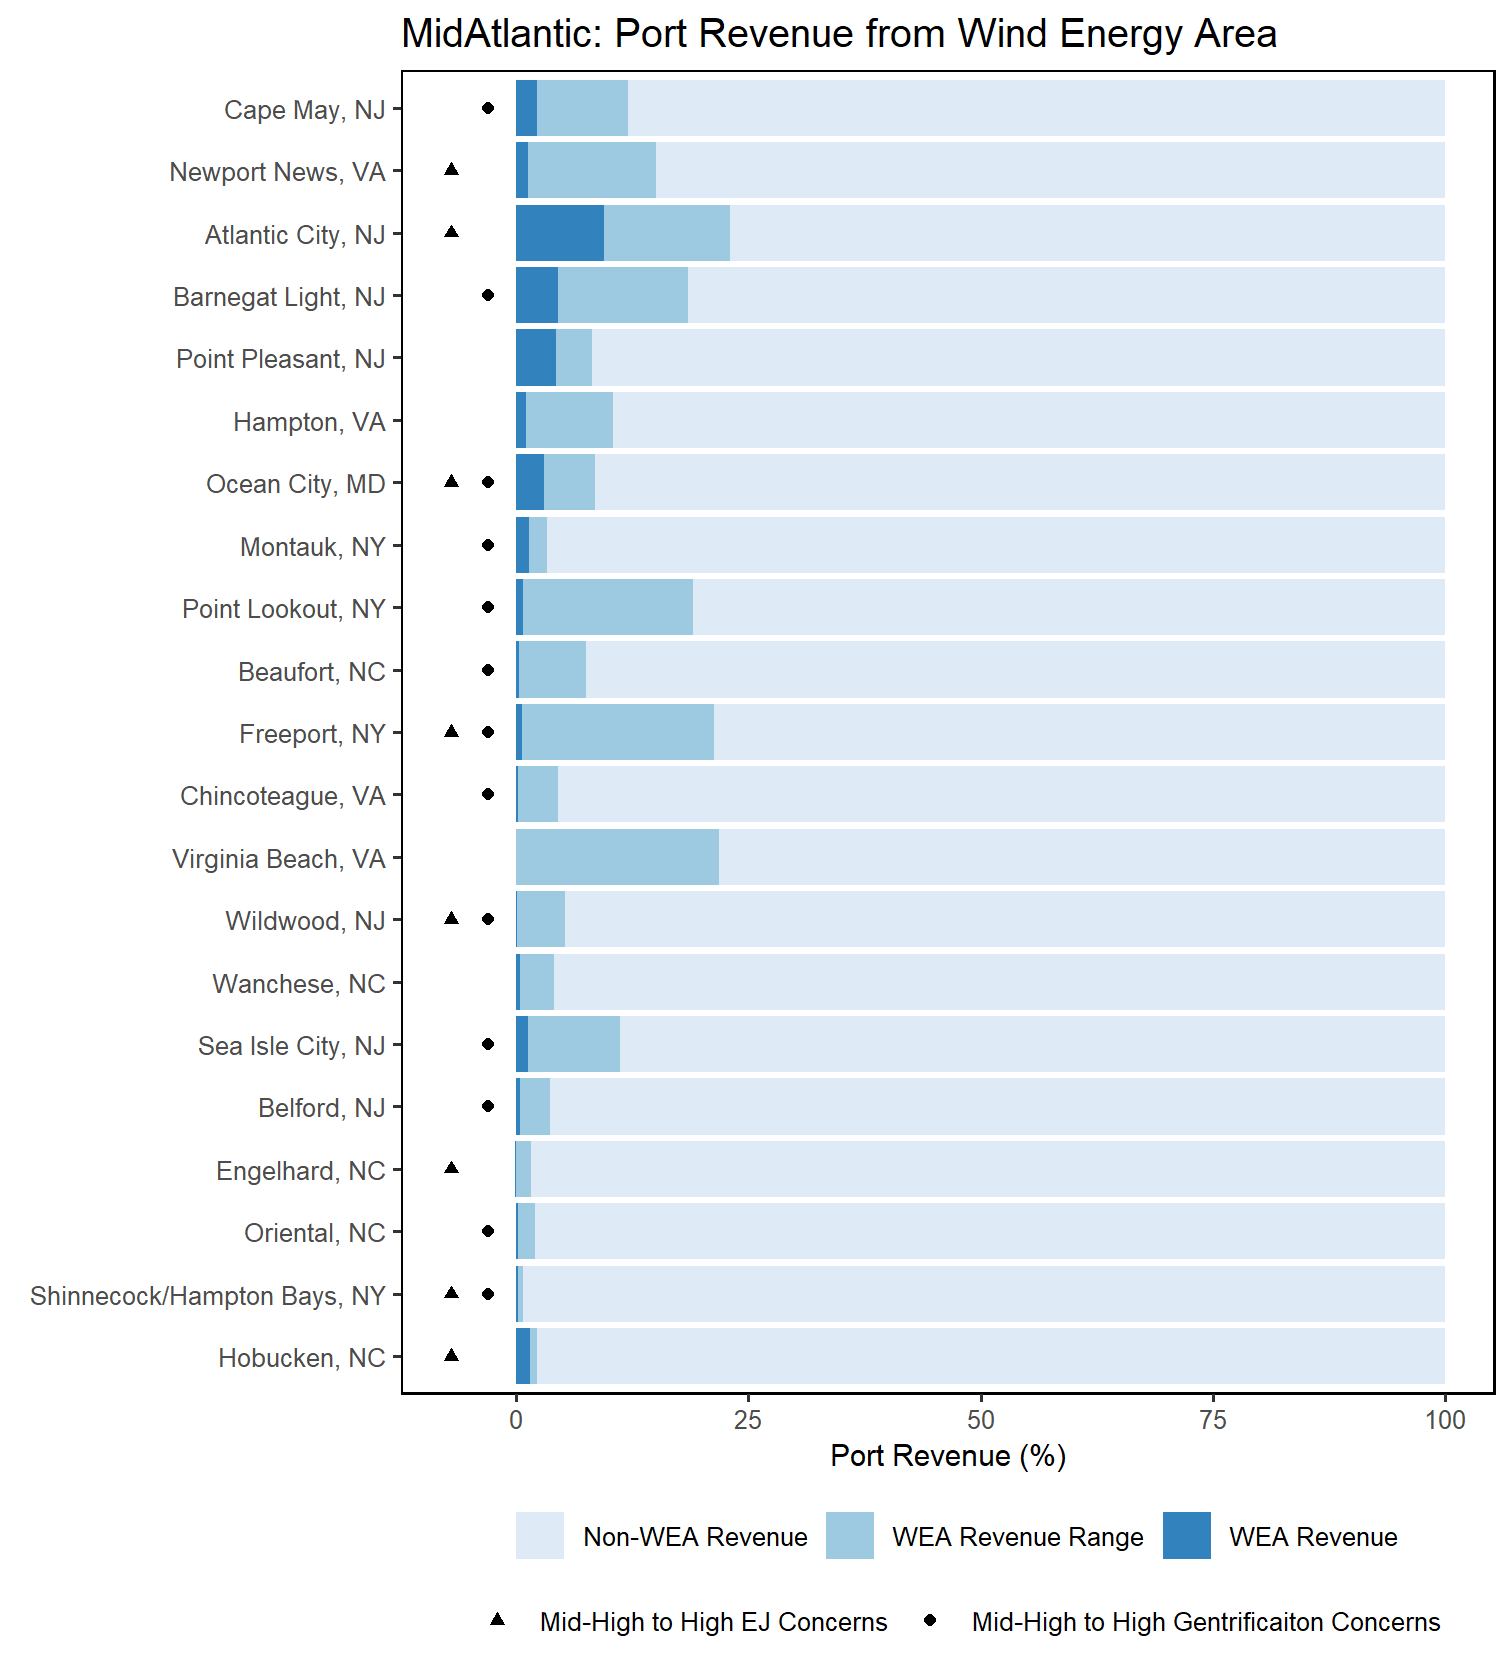 MidAtlantic: Port Revenue from Wind Energy Area
Cape May, NJ
Newport News, VA
Atlantic City, NJ
Barnegat Light, NJ
Point Pleasant, NJ
Hampton, VA
Ocean City, MD
Montauk, NY
Point Lookout, NY
Beaufort, NC
Freeport, NY
Chincoteague, VA
Virginia Beach, VA
Wildwood, NJ
Wanchese, NC
Sea Isle City, NJ
Belford, NJ
Engelhard, NC
Oriental, NC
Shinnecock/Hampton Bays, NY
Hobucken, NC
0 25 50 75 100
Port Revenue (%)
Non-WEA Revenue WEA Revenue Range WEA Revenue
Mid-High to High EJ Concerns Mid-High to High Gentrificaiton Concerns